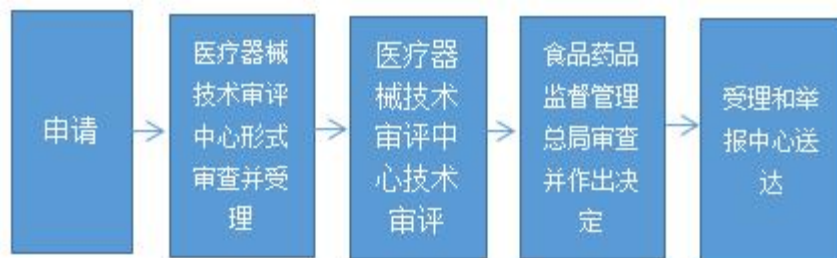 申请
医疗器械
技术审评
中心形式
审查并受
理
医疗器
械技术
审评中
心技术
审评
食品药品
监督管理
总局审查
并作出决
定
受理和举
报中心送
达